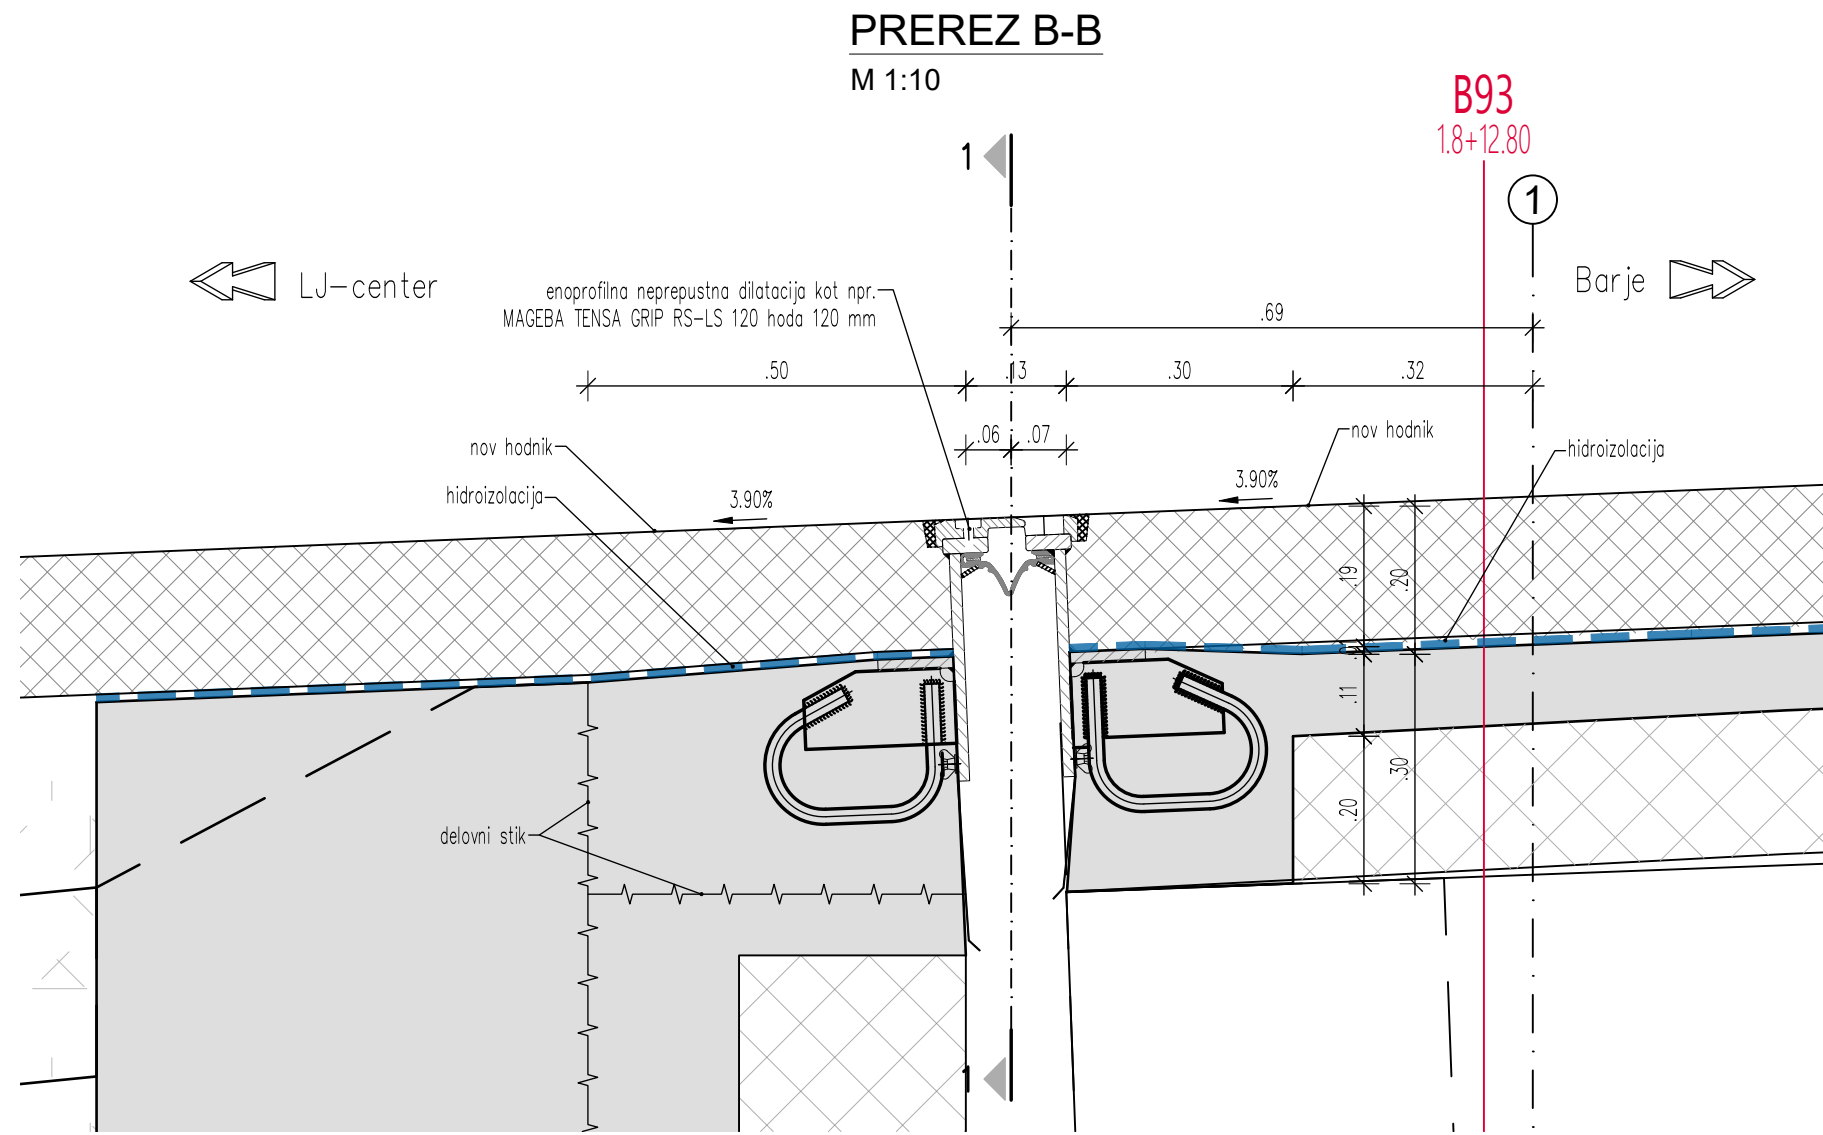 PREREZ B-B
M 1:10
B93
1.8+12.80
1
1
LJ-center
Barje
enoprofilna neprepustna dilatacija kot npr.
MAGEBA TENSA GRIP RS-LS 120 hoda 120 mm
.69
.50
.13
.30
.32
.06
.07
nov hodnik
nov hodnik
hidroizolacija
hidroizolacija
3.90%
3.90%
.19
.20
.11
.30
.20
delovni stik
1